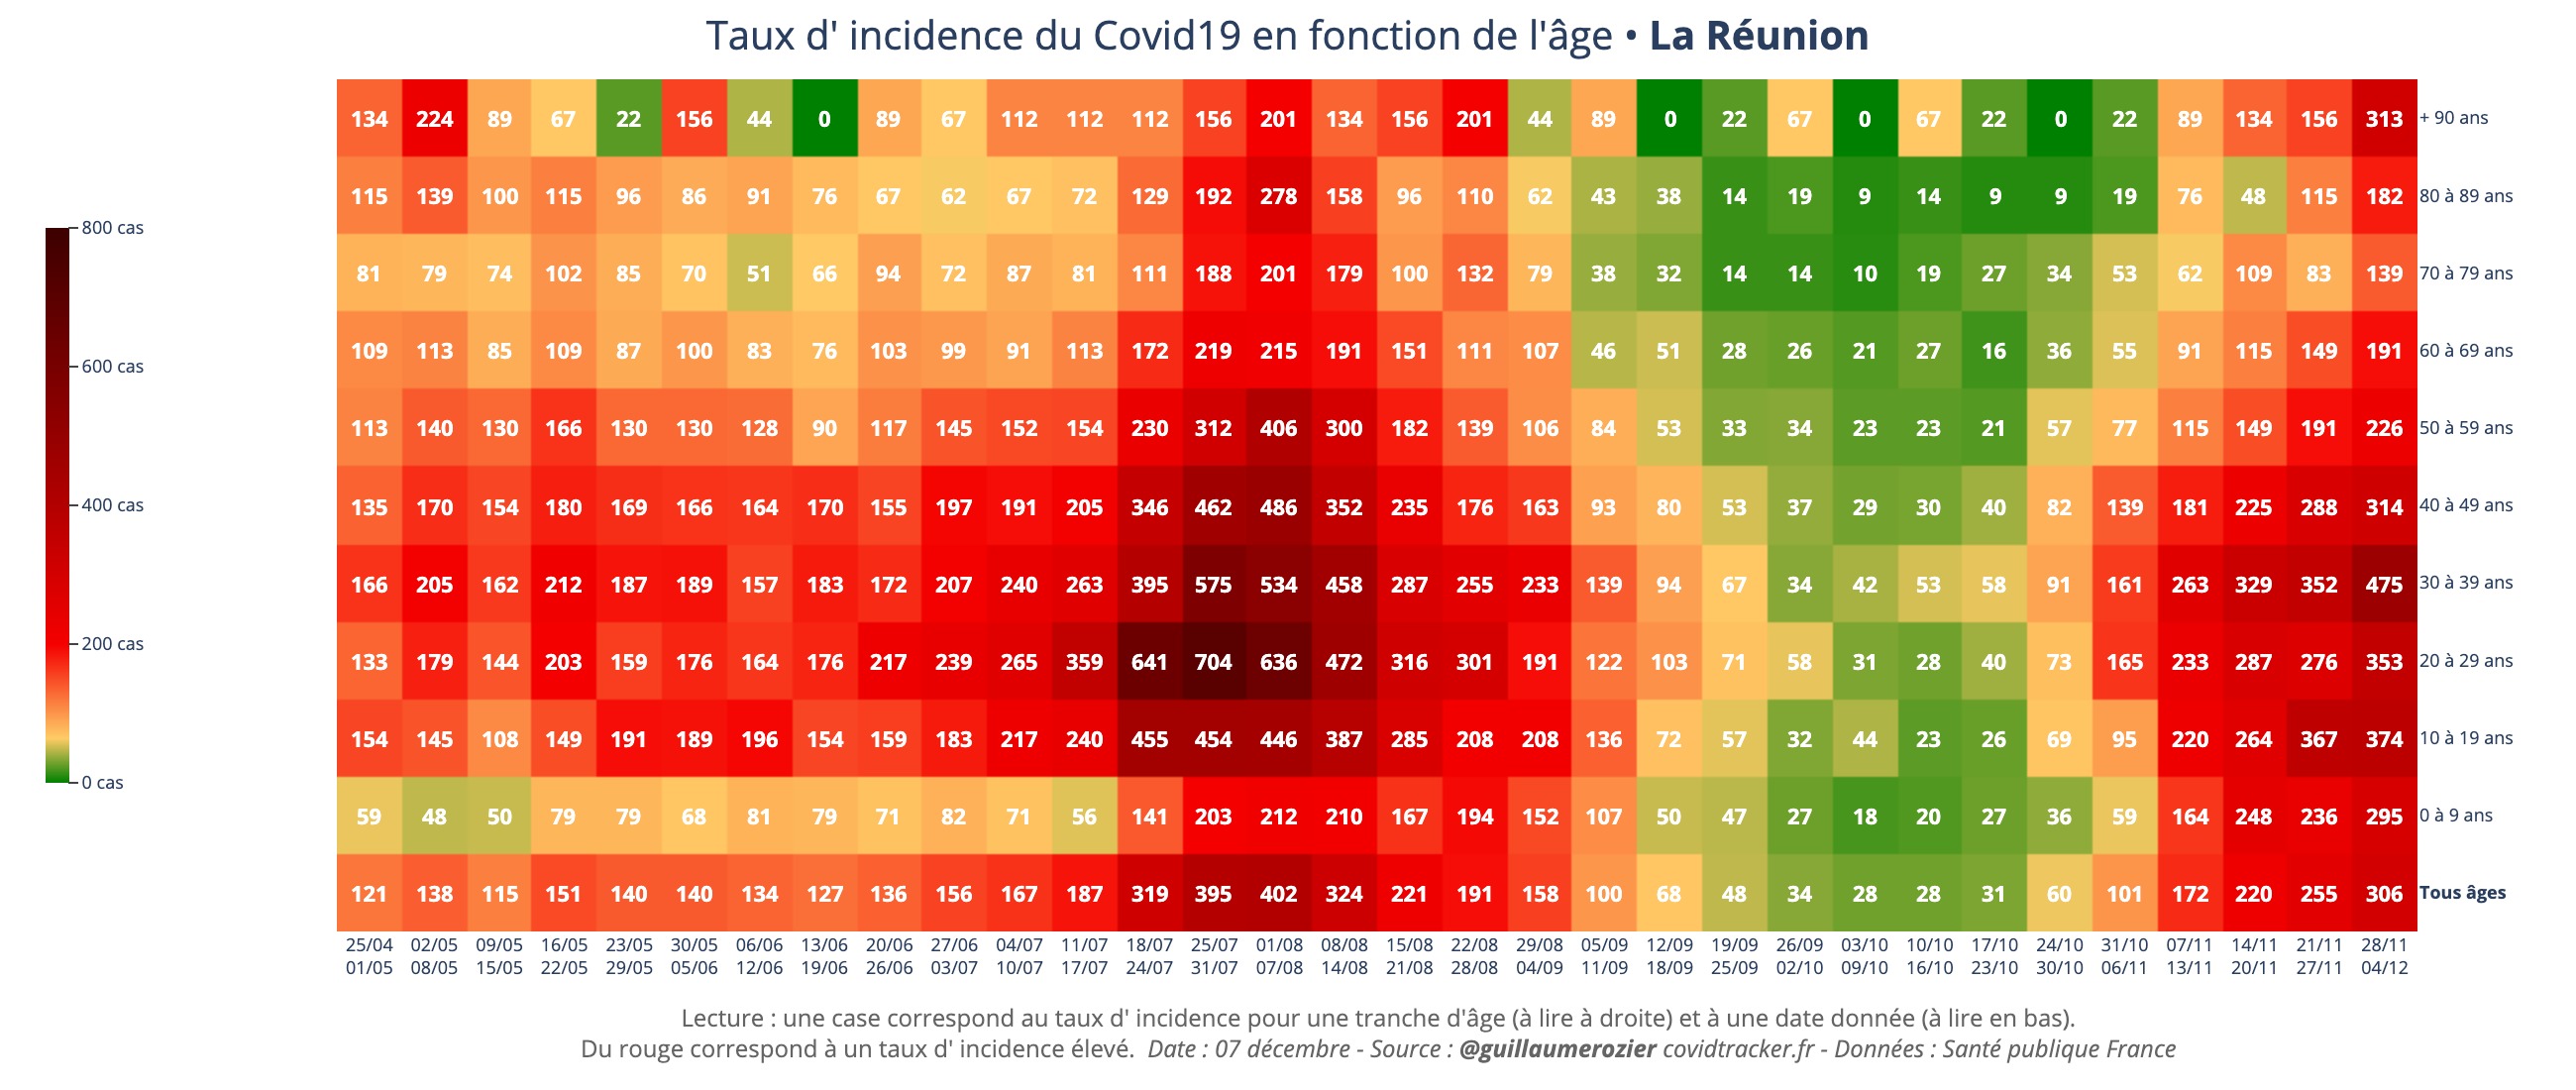 Taux d' incidence du Covid19 en fonction de l'âge • La Réunion
134 224 89 67 22 156 44 0 89 67 112 112 112 156 201 134 156 201 44 89 0 22 67 0 67 22 0 22 89 134 156 313 + 90 ans
115 139 100 115 96 86 91 76 67 62 67 72 129 192 278 158 96 110 62 43 38 14 19 9 14 9 9 19 76 48 115 182 80 à 89 ans
800 cas
81 79 74 102 85 70 51 66 94 72 87 81 111 188 201 179 100 132 79 38 32 14 14 10 19 27 34 53 62 109 83 139 70 à 79 ans
109 113 85 109 87 100 83 76 103 99 91 113 172 219 215 191 151 111 107 46 51 28 26 21 27 16 36 55 91 115 149 191 60 à 69 ans
600 cas
113 140 130 166 130 130 128 90 117 145 152 154 230 312 406 300 182 139 106 84 53 33 34 23 23 21 57 77 115 149 191 226 50 à 59 ans
400 cas
135 170 154 180 169 166 164 170 155 197 191 205 346 462 486 352 235 176 163 93 80 53 37 29 30 40 82 139 181 225 288 314 40 à 49 ans
166 205 162 212 187 189 157 183 172 207 240 263 395 575 534 458 287 255 233 139 94 67 34 42 53 58 91 161 263 329 352 475 30 à 39 ans
200 cas
133 179 144 203 159 176 164 176 217 239 265 359 641 704 636 472 316 301 191 122 103 71 58 31 28 40 73 165 233 287 276 353 20 à 29 ans
154 145 108 149 191 189 196 154 159 183 217 240 455 454 446 387 285 208 208 136 72 57 32 44 23 26 69 95 220 264 367 374 10 à 19 ans
0 cas
59 48 50 79 79 68 81 79 71 82 71 56 141 203 212 210 167 194 152 107 50 47 27 18 20 27 36 59 164 248 236 295 0 à 9 ans
121 138 115 151 140 140 134 127 136 156 167 187 319 395 402 324 221 191 158 100 68 48 34 28 28 31 60 101 172 220 255 306 Tous âges
25/04 02/05 09/05 16/05 23/05 30/05 06/06 13/06 20/06 27/06 04/07 11/07 18/07 25/07 01/08 08/08 15/08 22/08 29/08 05/09 12/09 19/09 26/09 03/10 10/10 17/10 24/10 31/10 07/11 14/11 21/11 28/11
01/05 08/05 15/05 22/05 29/05 05/06 12/06 19/06 26/06 03/07 10/07 17/07 24/07 31/07 07/08 14/08 21/08 28/08 04/09 11/09 18/09 25/09 02/10 09/10 16/10 23/10 30/10 06/11 13/11 20/11 27/11 04/12
Lecture : une case correspond au taux d' incidence pour une tranche d'âge (à lire à droite) et à une date donnée (à lire en bas).
Du rouge correspond à un taux d' incidence élevé. Date : 07 décembre - Source : @guillaumerozier covidtracker.fr - Données : Santé publique France